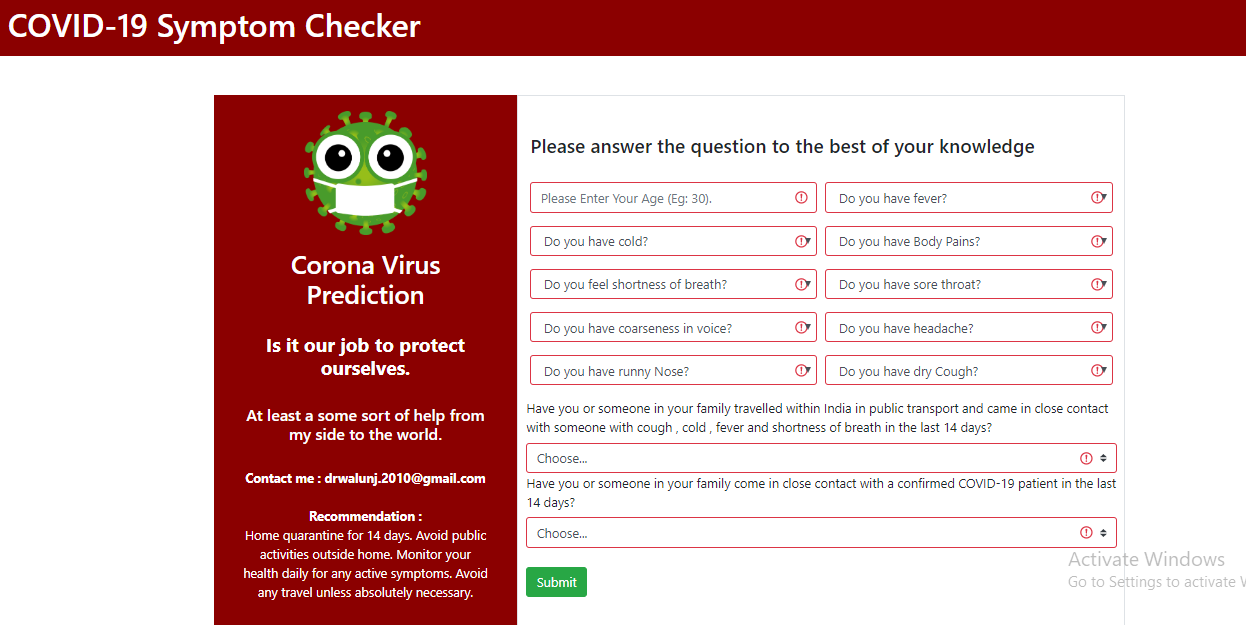 COVID-19 Symptom Checker
Corona Virus
Prediction
Is it our job to protect
ourselves.
At least a some sort of help from
my side to the world.
Contact me : drwalunj.2010@gmail.com
Recommendation :
Home quarantine for 14 days. Avoid public
activities outside home. Monitor your
health daily for any active symptoms. Avoid
any travel unless absolutely necessary.
Please answer the question to the best of your knowledge
Please Enter Your Age (Eg: 30).
Do you have fever?
Do you have cold?
Do you have Body Pains?
Do you feel shortness of breath?
Do you have sore throat?
Do you have coarseness in voice?
Do you have headache?
Do you have runny Nose?
Do you have dry Cough?
Have you or someone in your family travelled within India in public transport and came in close contact
with someone with cough , cold , fever and shortness of breath in the last 14 days?
Choose...
Have you or someone in your family come in close contact with a confirmed COVID-19 patient in the last
14 days?
Choose...
Submit
Activate Windows
Go to Settings to activate